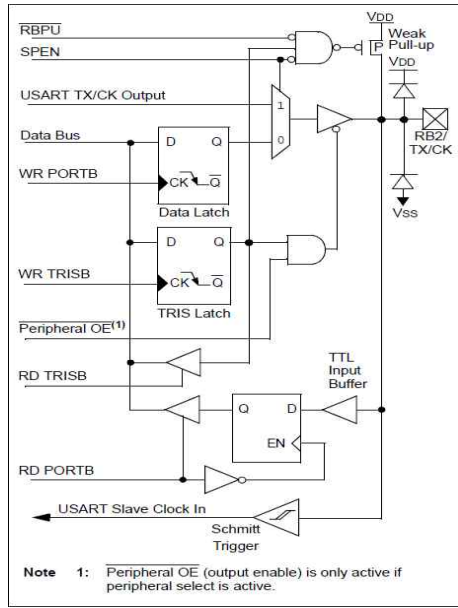 VDD
RBPU
Weak
Pull-up
P
SPEN
VDD
USART TX/CK Output
1
0
RB2/
TX/CK
Data Bus
D Q
WR PORTB
CK Q
Data Latch
VSS
D Q
WR TRISB
CK Q
TRIS Latch
Peripheral OE(1)
RD TRISB
TTL
Input
Buffer
Q D
EN
RD PORTB
USART Slave Clock In
Schmitt
Trigger
Note 1: Peripheral OE (output enable) is only active if
peripheral select is active.